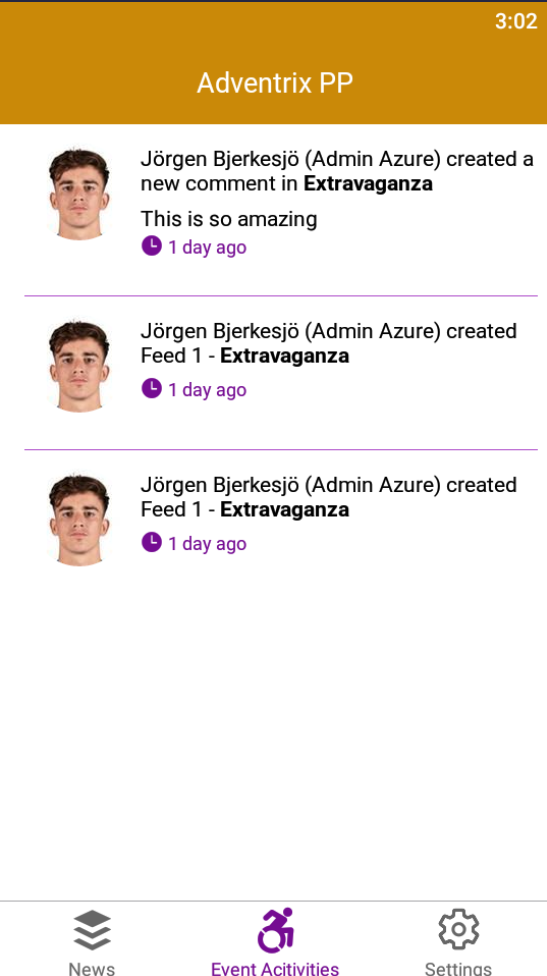 3:02
Adventrix PP
Jörgen Bjerkesjö (Admin Azure) created a
new comment in Extravaganza
This is so amazing
1 day ago
Jörgen Bjerkesjö (Admin Azure) created
Feed 1 - Extravaganza
1 day ago
Jörgen Bjerkesjö (Admin Azure) created
Feed 1 - Extravaganza
1 day ago
News
Event Acitivities
Settings